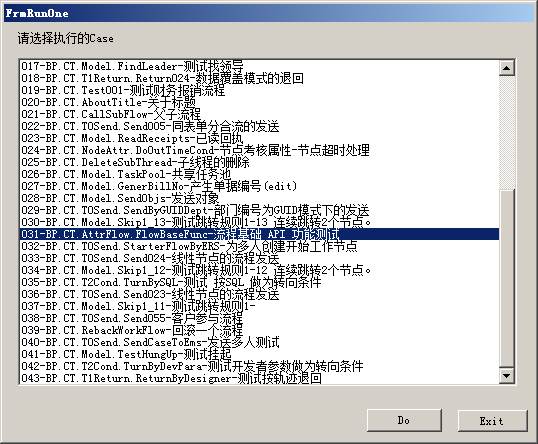 FrmRunOne
请选择执行的Case
017-BP.CT.Model.FindLeader-测试找领导
018-BP.CT.T1Return.Return024-数据覆盖模式的退回
019-BP.CT.Test001-测试财务报销流程
020-BP.CT.AboutTitle-关于标题
021-BP.CT.CallSubFlow-父子流程
022-BP.CT.TOSend.Send005-同表单分合流的发送
023-BP.CT.Model.ReadReceipts-已读回执
024-BP.CT.NodeAttr.DoOutTimeCond-节点考核属性-节点超时处理
025-BP.CT.DeleteSubThread-子线程的删除
026-BP.CT.Model.TaskPool-共享任务池
027-BP.CT.Model.GenerBillNo-产生单据编号(edit)
028-BP.CT.Model.SendObjs-发送对象
029-BP.CT.TOSend.SendByGUIDDept-部门编号为GUID模式下的发送
030-BP.CT.Model.Skip1_13-测试跳转规则1-13 连续跳转2个节点。
031-BP.CT.AttrFlow.FlowBaseFunc-流程基础 API 功能测试
032-BP.CT.TOSend.StarterFlowByERS-为多人创建开始工作节点
033-BP.CT.TOSend.Send024-线性节点的流程发送
034-BP.CT.Model.Skip1_12-测试跳转规则1-12 连续跳转2个节点。
035-BP.CT.T2Cond.TurnBySQL-测试 按SQL 做为转向条件
036-BP.CT.TOSend.Send023-线性节点的流程发送
037-BP.CT.Model.Skip1_11-测试跳转规则1-
038-BP.CT.TOSend.Send055-客户参与流程
039-BP.CT.RebackWorkFlow-回滚一个流程
040-BP.CT.TOSend.SendCaseToEms-发送多人测试
041-BP.CT.Model.TestHungUp-测试挂起
042-BP.CT.T2Cond.TurnByDevPara-测试开发者参数做为转向条件
043-BP.CT.T1Return.ReturnByDesigner-测试按轨迹退回
Do
Exit